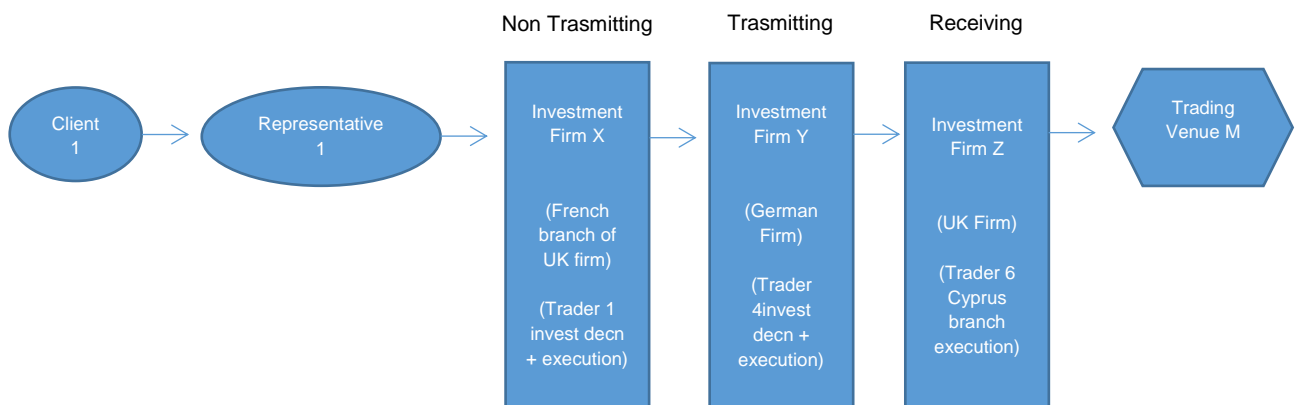 Non Trasmitting
Trasmitting
Receiving
Client
1
Representative
1
Investment
Firm X
(French
branch of
UK firm)
(Trader 1
invest decn
+ execution)
Investment
Firm Y
(German
Firm)
(Trader
4invest
decn +
execution)
Investment
Firm Z
(UK Firm)
(Trader 6
Cyprus
branch
execution)
Trading
Venue M